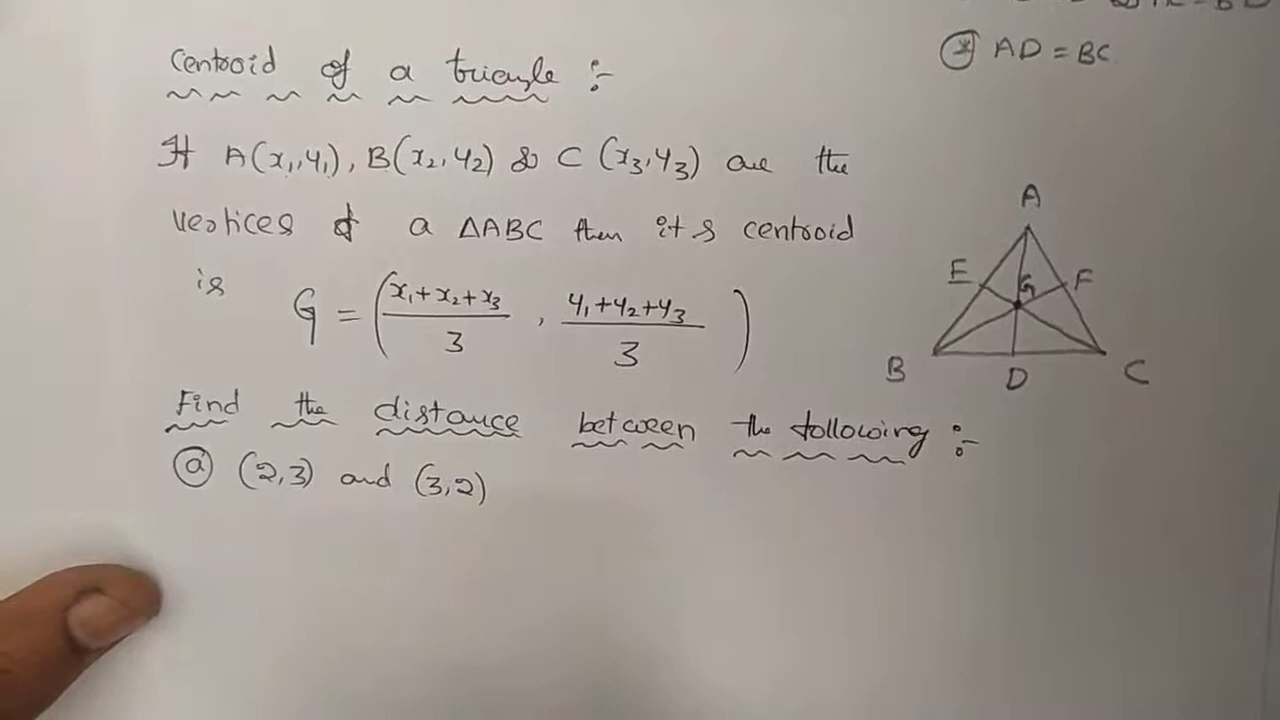 Centroid of a triangle :-
If A(x₁,y₁), B(x₂,y₂) & C (x₃,y₃) are the
vertices of a ΔABC then it s centroid
is G = (x₁+x₂+x₃/3 , y₁+y₂+y₃/3)
Find the distance between the following :-
(a) (2,3) and (3,2)
AD = BC
A
E G F
B D C